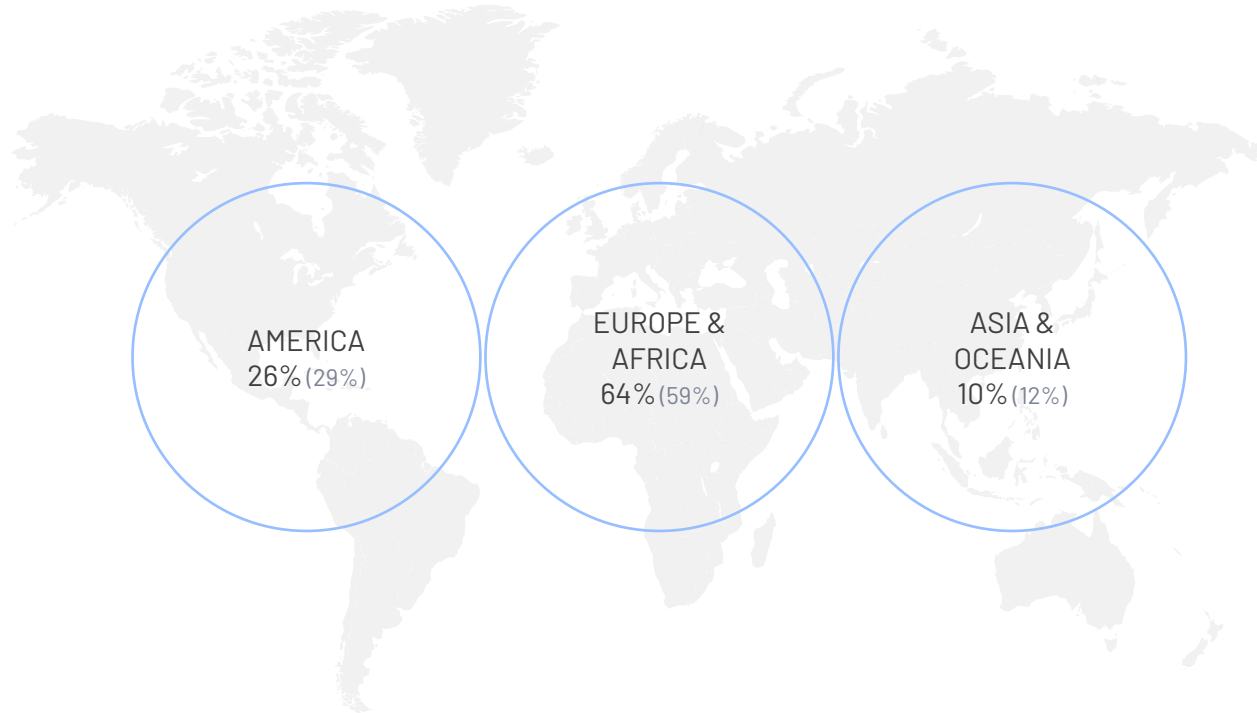 AMERICA
26% (29%)
EUROPE &
AFRICA
64% (59%)
ASIA &
OCEANIA
10% (12%)